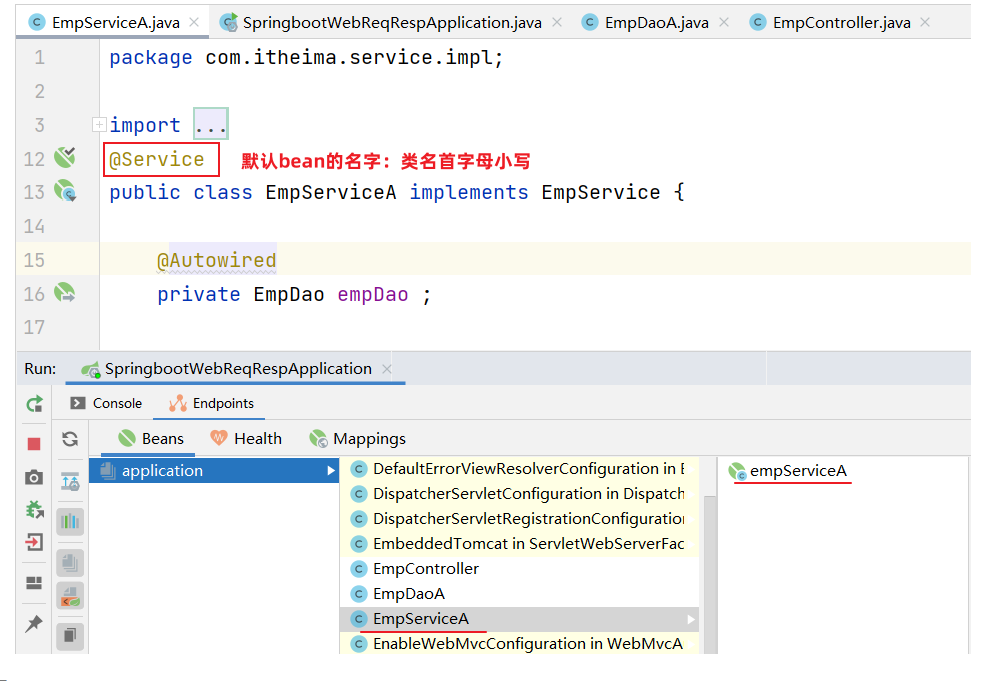 EmpServiceA.java SpringbootWebReqRespApplication.java EmpDaoA.java EmpController.java
1 package com.itheima.service.impl;
2
3 import ...
12 @Service 默认bean的名字：类名首字母小写
13 public class EmpServiceA implements EmpService {
14
15 @Autowired
16 private EmpDao empDao ;
17
Run: SpringbootWebReqRespApplication
Console Endpoints
Beans Health Mappings
application
DefaultErrorViewResolverConfiguration in E
DispatcherServletConfiguration in Dispatch
DispatcherServletRegistrationConfiguration
EmbeddedTomcat in ServletWebServerFac
EmpController
EmpDaoA
EmpServiceA
EnableWebMvcConfiguration in WebMvcA
empServiceA